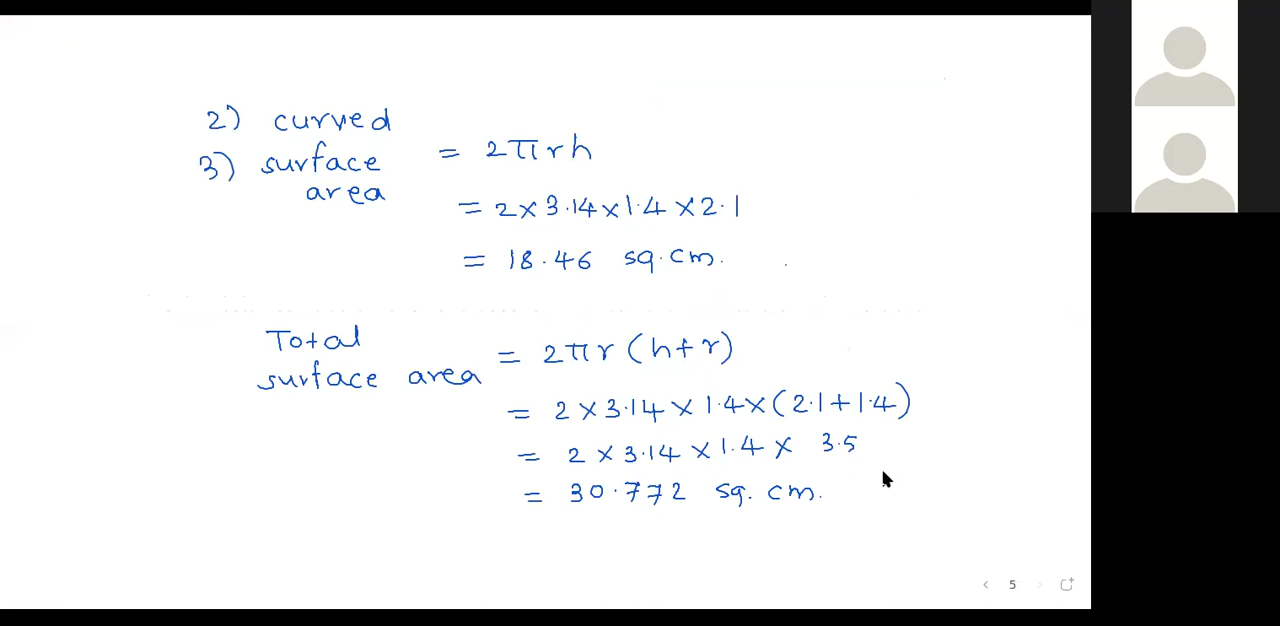 2) curved
3) surface area = 2πrh
= 2 × 3.14 × 1.4 × 2.1
= 18.46 sq. cm.
Total surface area = 2πr (h+r)
= 2 × 3.14 × 1.4 × (2.1 + 1.4)
= 2 × 3.14 × 1.4 × 3.5
= 30.772 sq. cm.
5